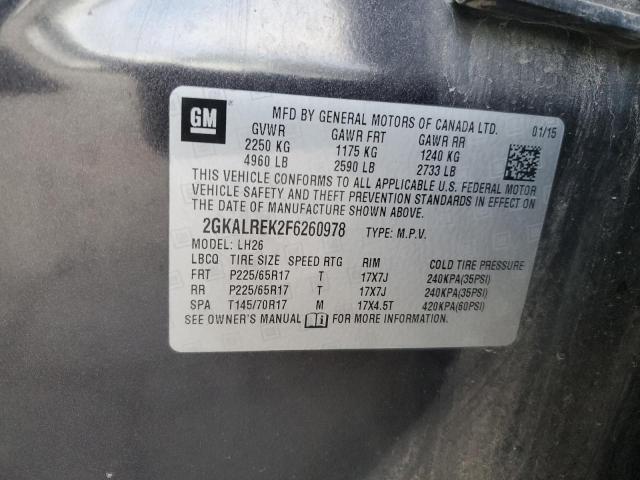 GM
MFD BY GENERAL MOTORS OF CANADA LTD. 01/15
GVWR GAWR FRT GAWR RR
2250 KG 1175 KG 1240 KG
4960 LB 2590 LB 2733 LB
THIS VEHICLE CONFORMS TO ALL APPLICABLE U.S. FEDERAL MOTOR
VEHICLE SAFETY AND THEFT PREVENTION STANDARDS IN EFFECT ON
THE DATE OF MANUFACTURE SHOWN ABOVE.
2GKALREK2F6260978 TYPE: M.P.V.
MODEL: LH26
LBCQ TIRE SIZE SPEED RTG RIM COLD TIRE PRESSURE
FRT P225/65R17 T 17X7J 240KPA(35PSI)
RR P225/65R17 T 17X7J 240KPA(35PSI)
SPA T145/70R17 M 17X4.5T 420KPA(60PSI)
SEE OWNER'S MANUAL FOR MORE INFORMATION.